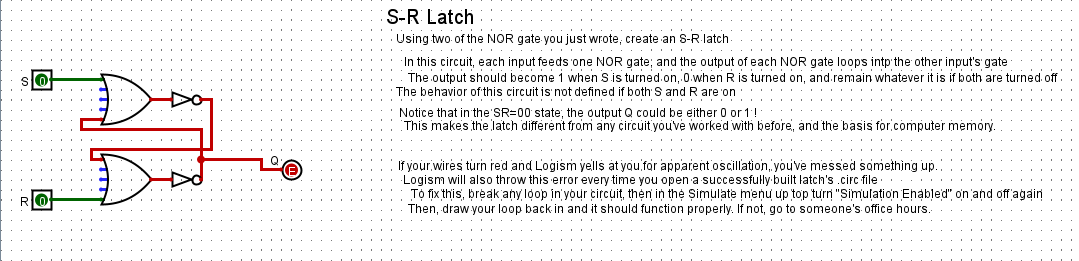 S-R Latch
Using two of the NOR gate you just wrote, create an S-R latch
In this circuit, each input feeds one NOR gate, and the output of each NOR gate loops into the other input's gate
The output should become 1 when S is turned on, 0 when R is turned on, and remain whatever it is if both are turned off
The behavior of this circuit is not defined if both S and R are on
Notice that in the SR=00 state, the output Q could be either 0 or 1 !
This makes the latch different from any circuit you've worked with before, and the basis for computer memory.
If your wires turn red and Logism yells at you for apparent oscillation, you've messed something up.
Logism will also throw this error every time you open a successfully built latch's .circ file
To fix this, break any loop in your circuit, then in the Simulate menu up top turn "Simulation Enabled" on and off again
Then, draw your loop back in and it should function properly. If not, go to someone's office hours.
S 0
Q E
R 0